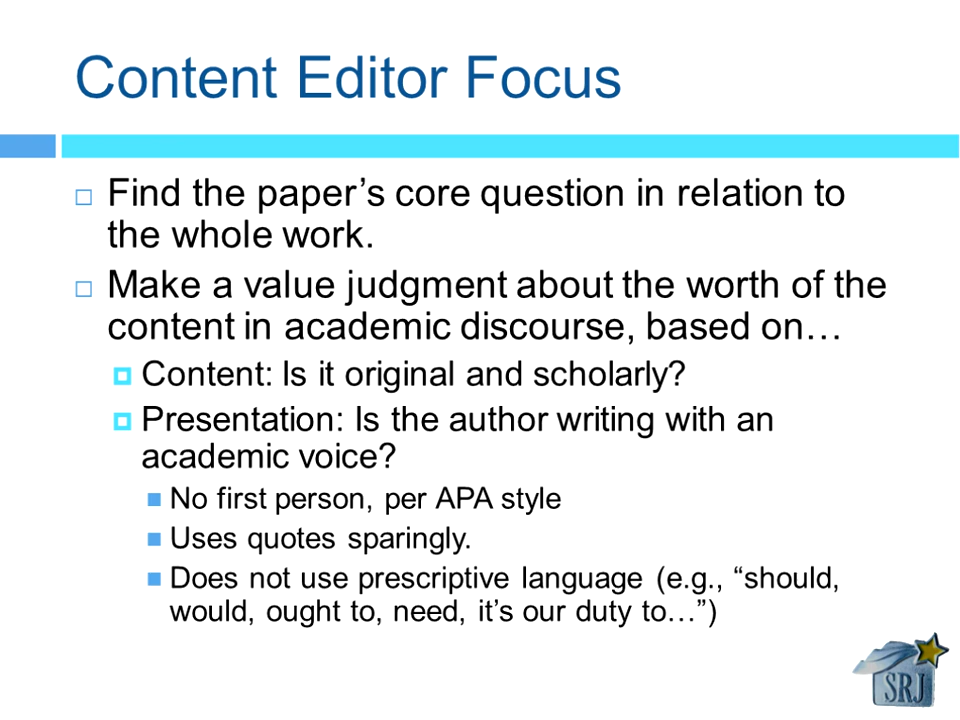 Content Editor Focus
Find the paper’s core question in relation to
the whole work.
Make a value judgment about the worth of the
content in academic discourse, based on…
Content: Is it original and scholarly?
Presentation: Is the author writing with an
academic voice?
No first person, per APA style
Uses quotes sparingly.
Does not use prescriptive language (e.g., “should,
would, ought to, need, it’s our duty to…”)
SRJ